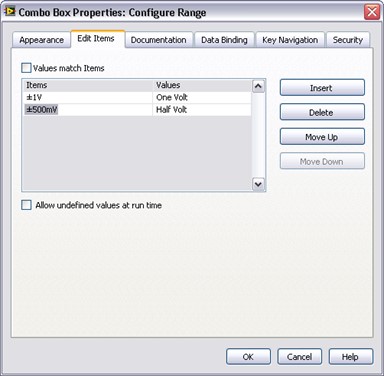 Combo Box Properties: Configure Range
Appearance Edit Items Documentation Data Binding Key Navigation Security
Values match Items
Items Values
±1V One Volt
±500mV Half Volt
Insert
Delete
Move Up
Move Down
Allow undefined values at run time
OK Cancel Help